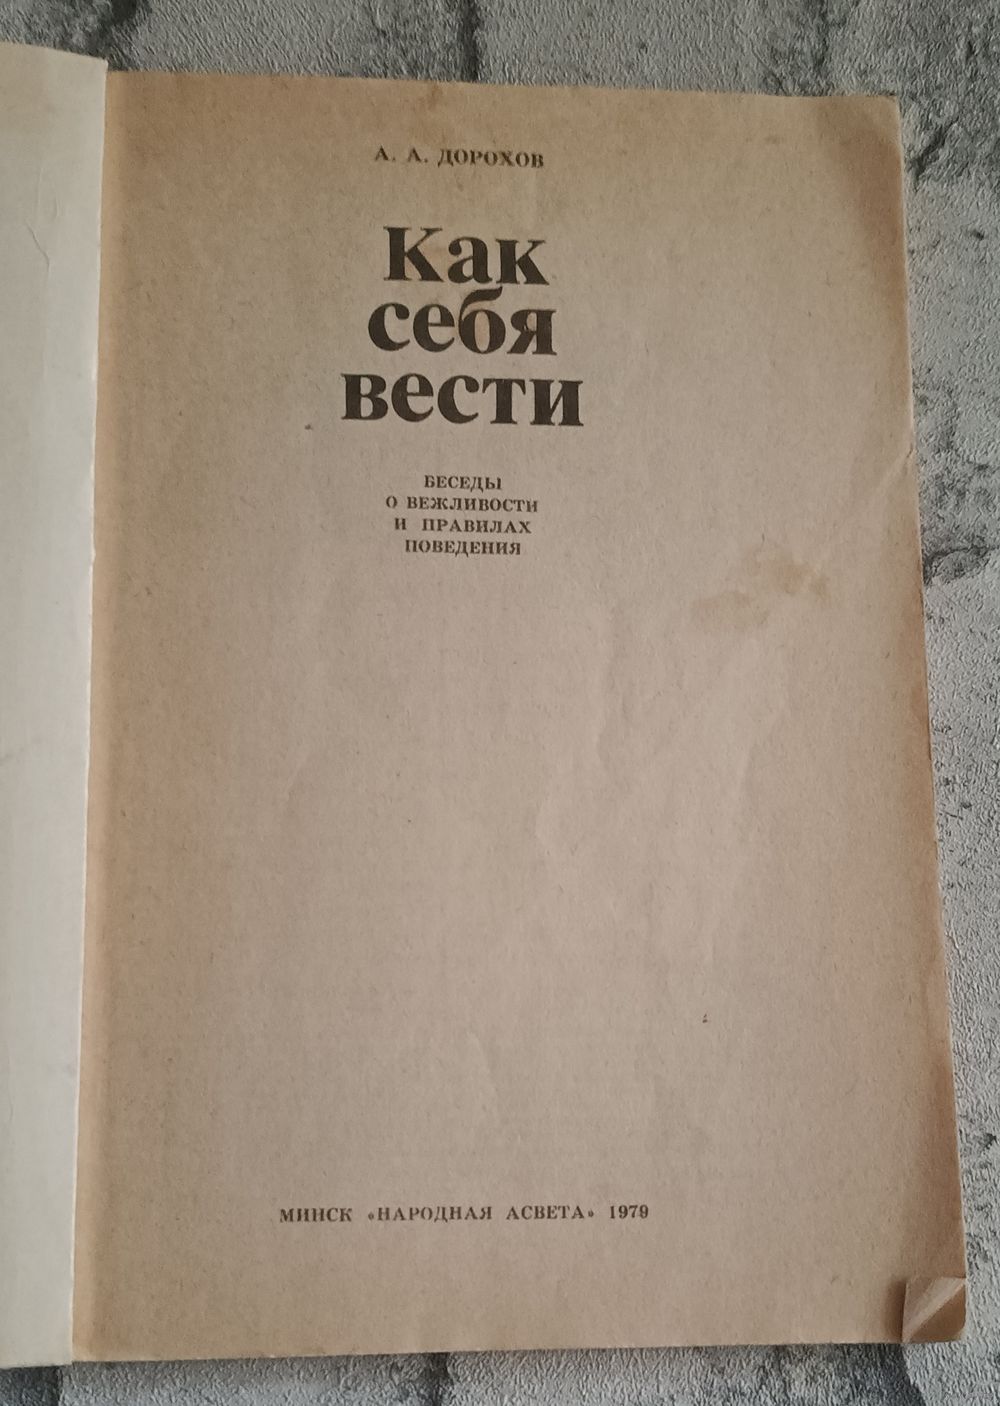 А. А. ДОРОХОВ
Как
себя
вести
БЕСЕДЫ
О ВЕЖЛИВОСТИ
И ПРАВИЛАХ
ПОВЕДЕНИЯ
МИНСК «НАРОДНАЯ АСВЕТА» 1979